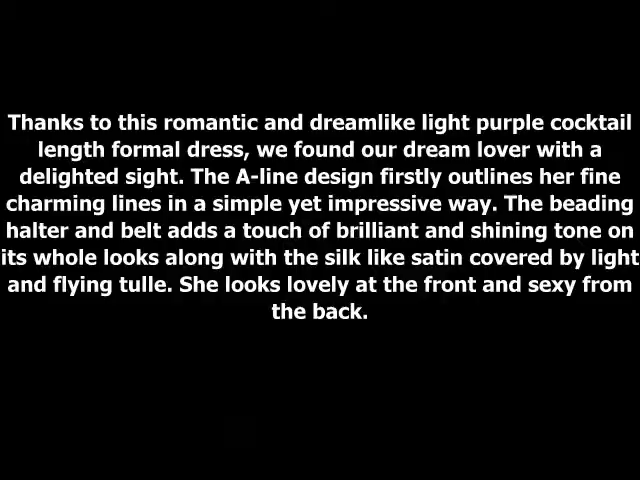 Thanks to this romantic and dreamlike light purple cocktail
length formal dress, we found our dream lover with a
delighted sight. The A-line design firstly outlines her fine
charming lines in a simple yet impressive way. The beading
halter and belt adds a touch of brilliant and shining tone on
its whole looks along with the silk like satin covered by light
and flying tulle. She looks lovely at the front and sexy from
the back.